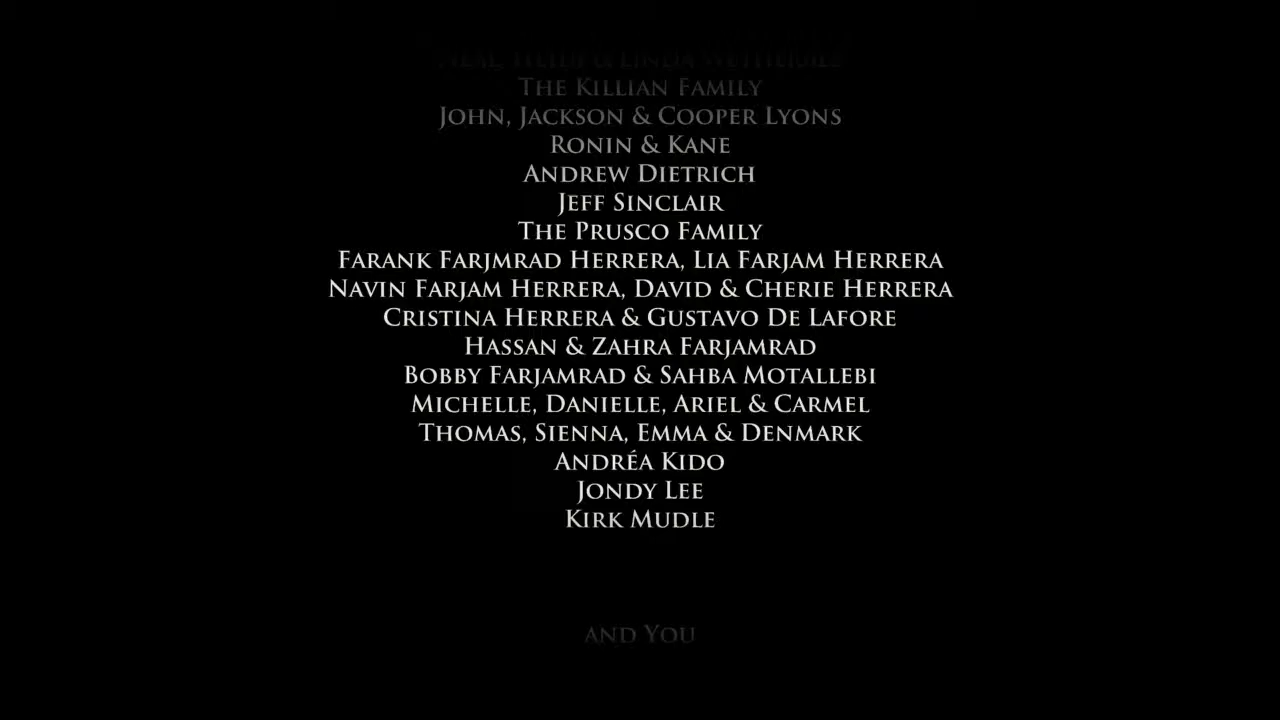 & Linda
The Killian Family
John, Jackson & Cooper Lyons
Ronin & Kane
Andrew Dietrich
Jeff Sinclair
The Prusco Family
Farank Farjmrad Herrera, Lia Farjam Herrera
Navin Farjam Herrera, David & Cherie Herrera
Cristina Herrera & Gustavo De Lafore
Hassan & Zahra Farjamrad
Bobby Farjamrad & Sahba Motallebi
Michelle, Danielle, Ariel & Carmel
Thomas, Sienna, Emma & Denmark
Andréa Kido
Jondy Lee
Kirk Mudle
and You